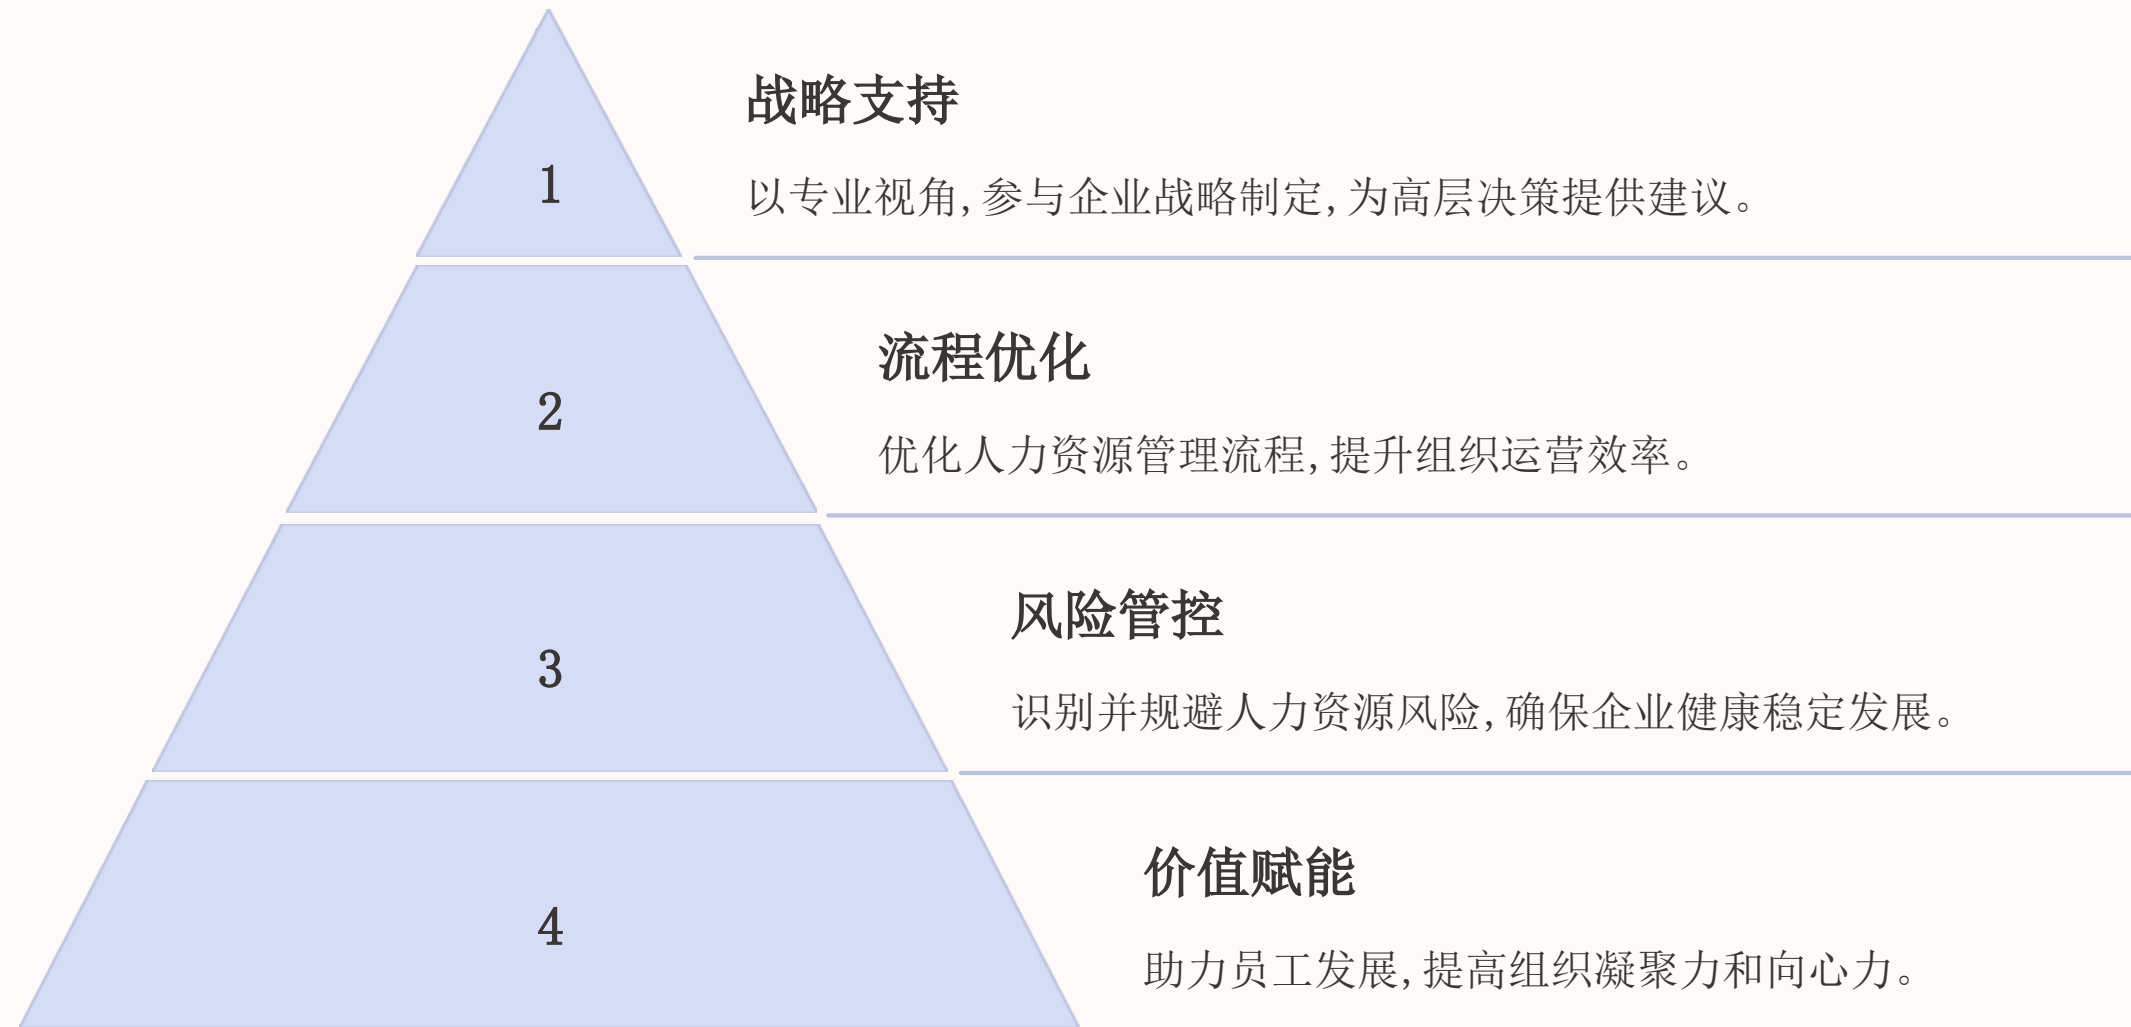 1
战略支持
以专业视角,参与企业战略制定,为高层决策提供建议。
2
流程优化
优化人力资源管理流程,提升组织运营效率。
3
风险管控
识别并规避人力资源风险,确保企业健康稳定发展。
4
价值赋能
助力员工发展,提高组织凝聚力和向心力。